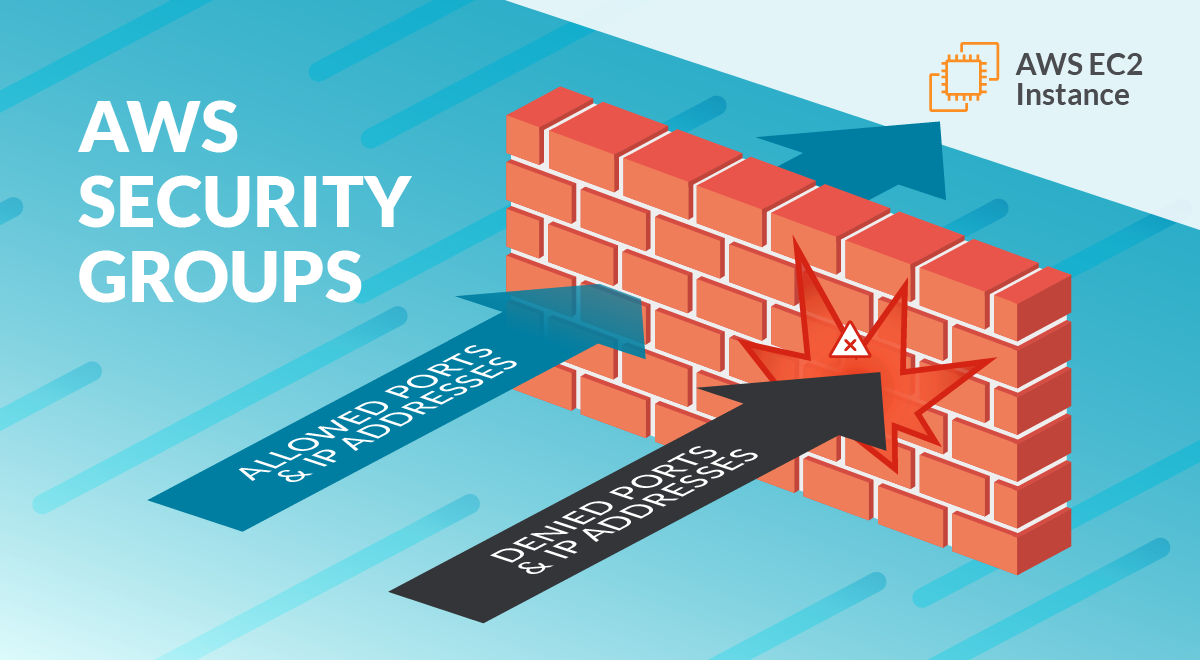 AWS
SECURITY
GROUPS
AWS EC2
Instance
ALLOWED PORTS
& IP ADDRESSES
DENIED PORTS
& IP ADDRESSES